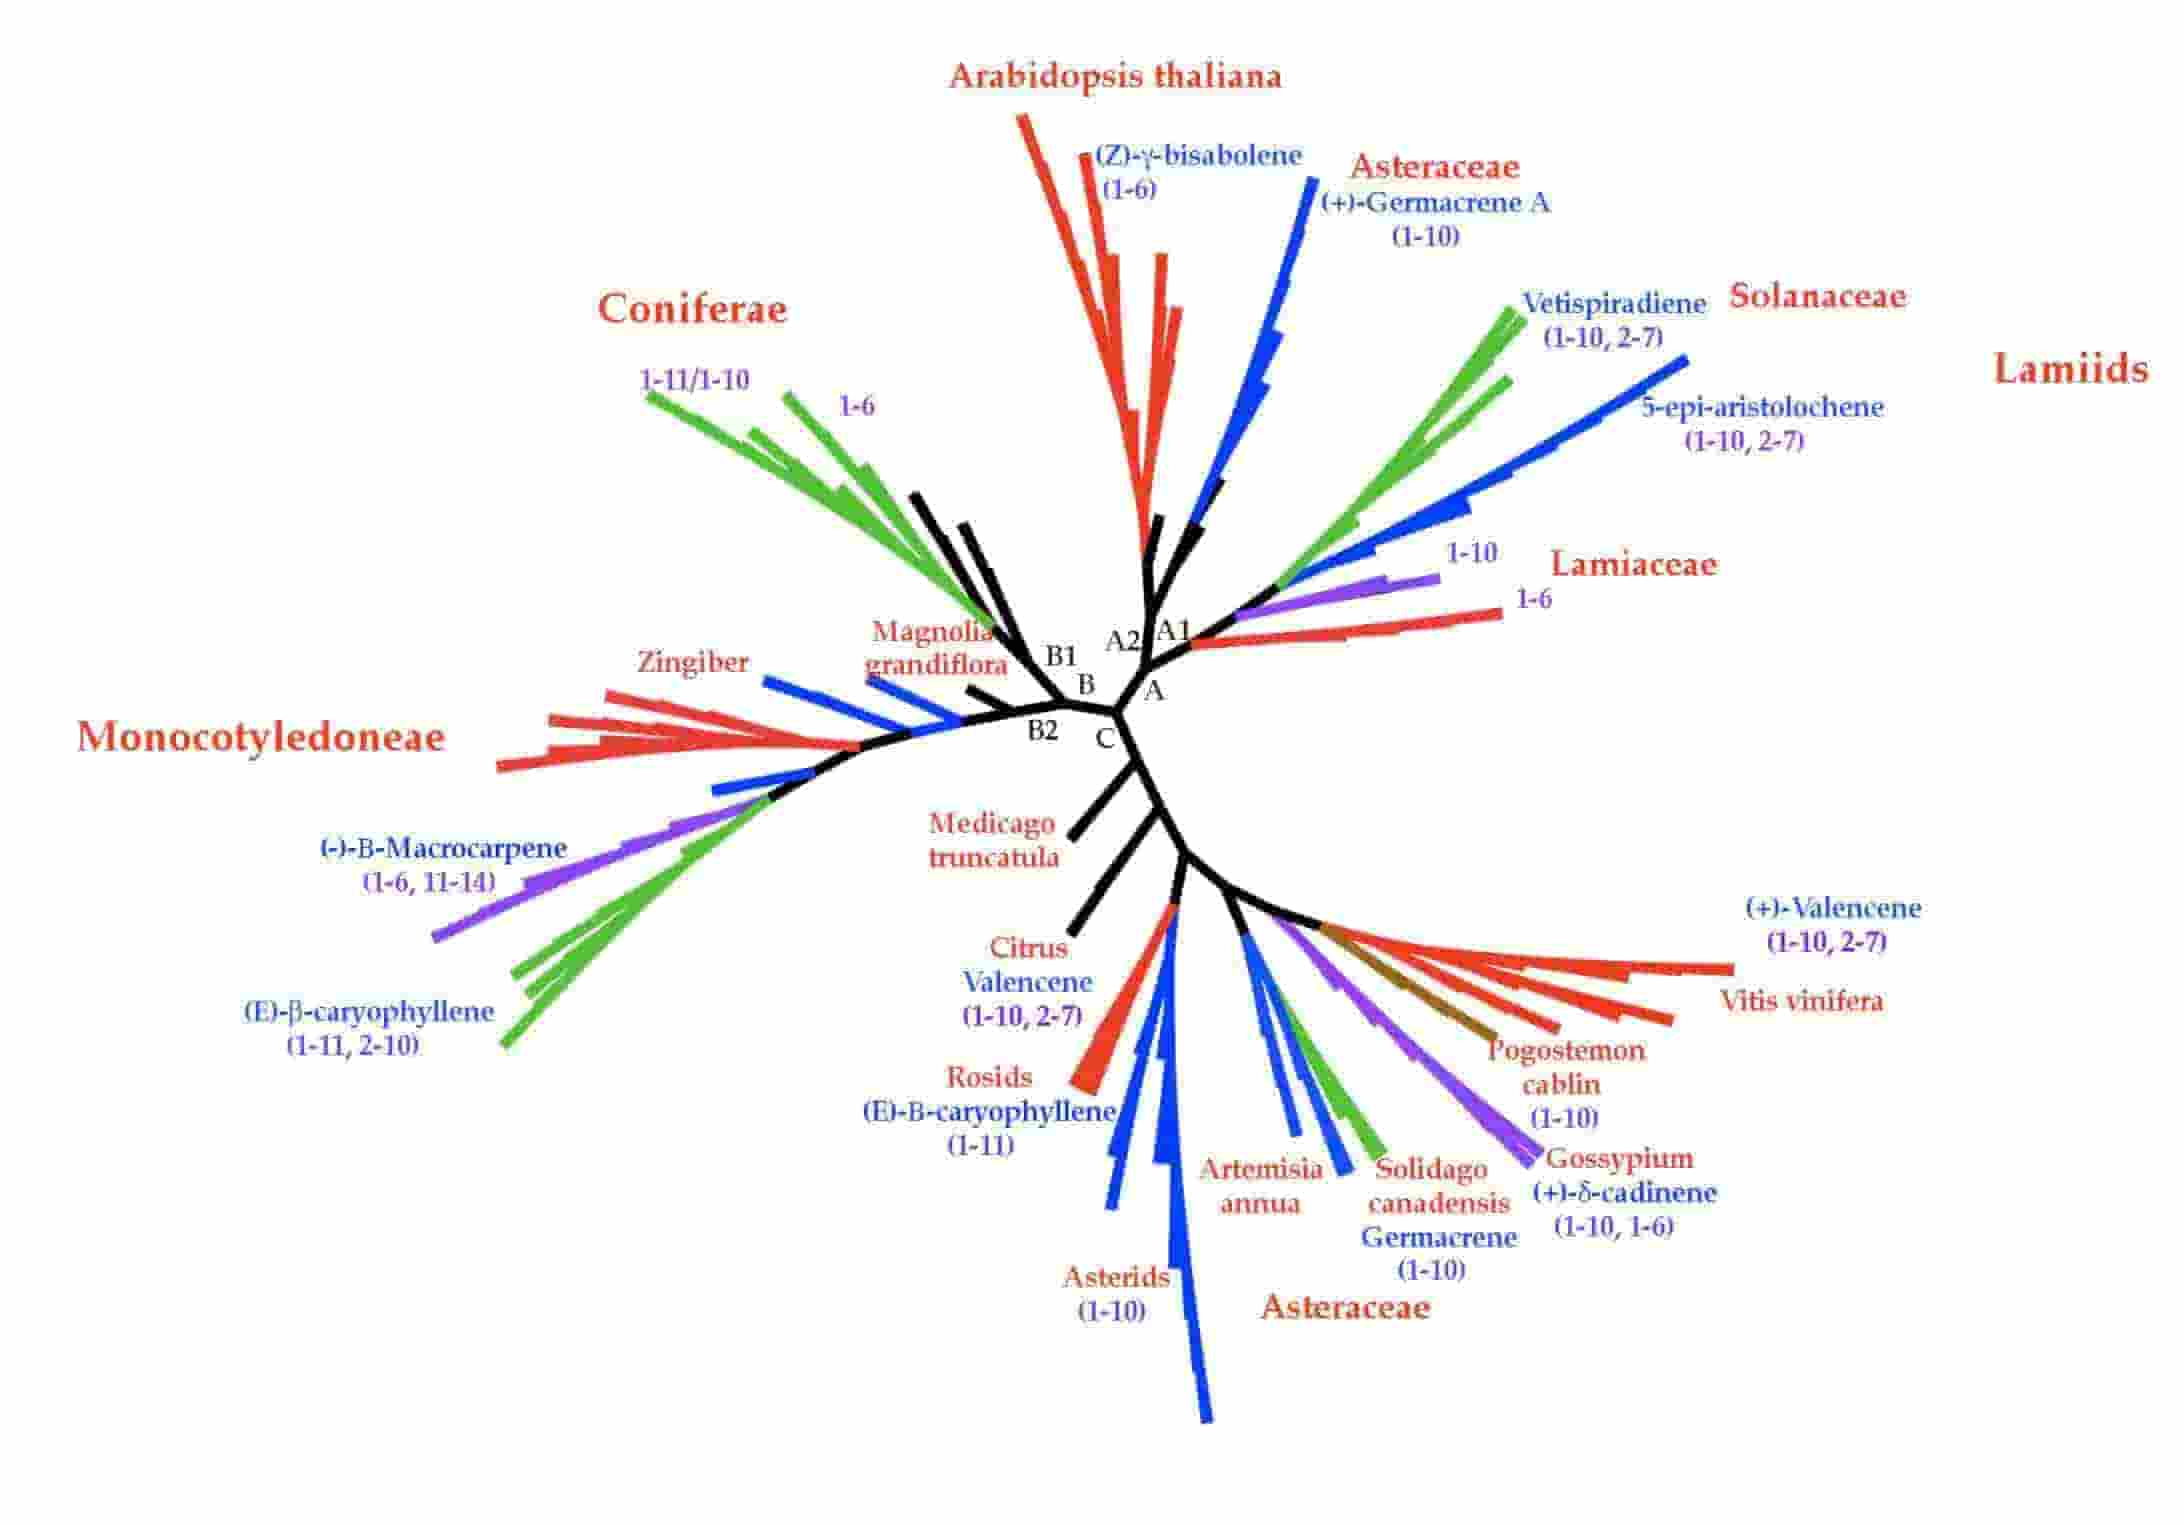 Arabidopsis thaliana
(Z)-γ-bisabolene
(1-6)
Asteraceae
(+)-Germacrene A
(1-10)
Coniferae
1-11/1-10
1-6
Vetispiradiene
(1-10, 2-7)
Solanaceae
Lamiids
5-epi-aristolochene
(1-10, 2-7)
1-10
Lamiaceae
1-6
Magnolia
grandiflora
Zingiber
B1
B
A2
A1
A
B2
C
Monocotyledoneae
(-)-B-Macrocarpene
(1-6, 11-14)
(E)-β-caryophyllene
(1-11, 2-10)
Medicago
truncatula
Citrus
Valencene
(1-10, 2-7)
Rosids
(E)-B-caryophyllene
(1-11)
Asterids
(1-10)
Artemisia
annua
Solidago
canadensis
Germacrene
(1-10)
Asteraceae
(+)-Valencene
(1-10, 2-7)
Vitis vinifera
Pogostemon
cablin
(1-10)
Gossypium
(+)-δ-cadinene
(1-10, 1-6)